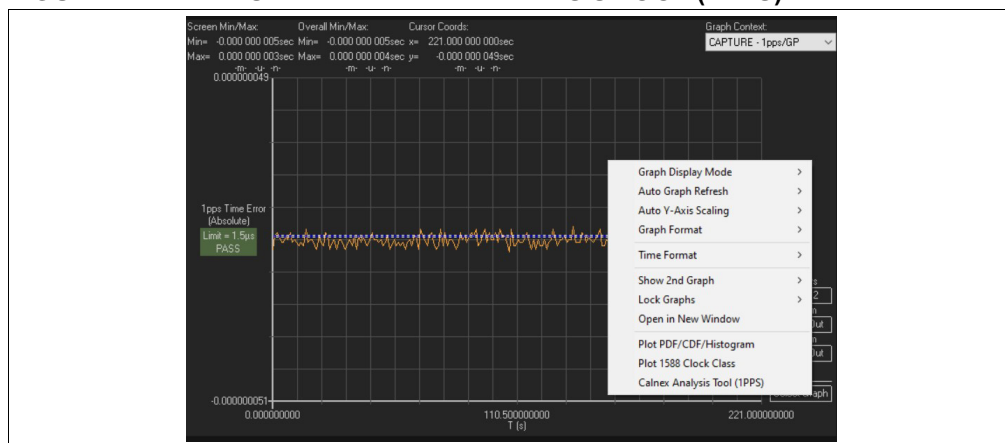 Screen Min/Max: Overall Min/Max: Cursor Coords: Graph Context:
Min= -0.000 000 005sec Min= -0.000 000 005sec x= 221.000 000 000sec CAPTURE - 1pps/GP
Max= 0.000 000 003sec Max= 0.000 000 004sec y= -0.000 000 049sec
-m- -u- -n- -m- -u- -n- -m- -u- -n-
0.000000049
1pps Time Error
(Absolute)
Limit = 1.5µs
PASS
Graph Display Mode
Auto Graph Refresh
Auto Y-Axis Scaling
Graph Format
Time Format
Show 2nd Graph
Lock Graphs
Open in New Window
Plot PDF/CDF/Histogram
Plot 1588 Clock Class
Calnex Analysis Tool (1PPS)
-0.000000051
0.000000000 110.500000000 221.000000000
T (s)